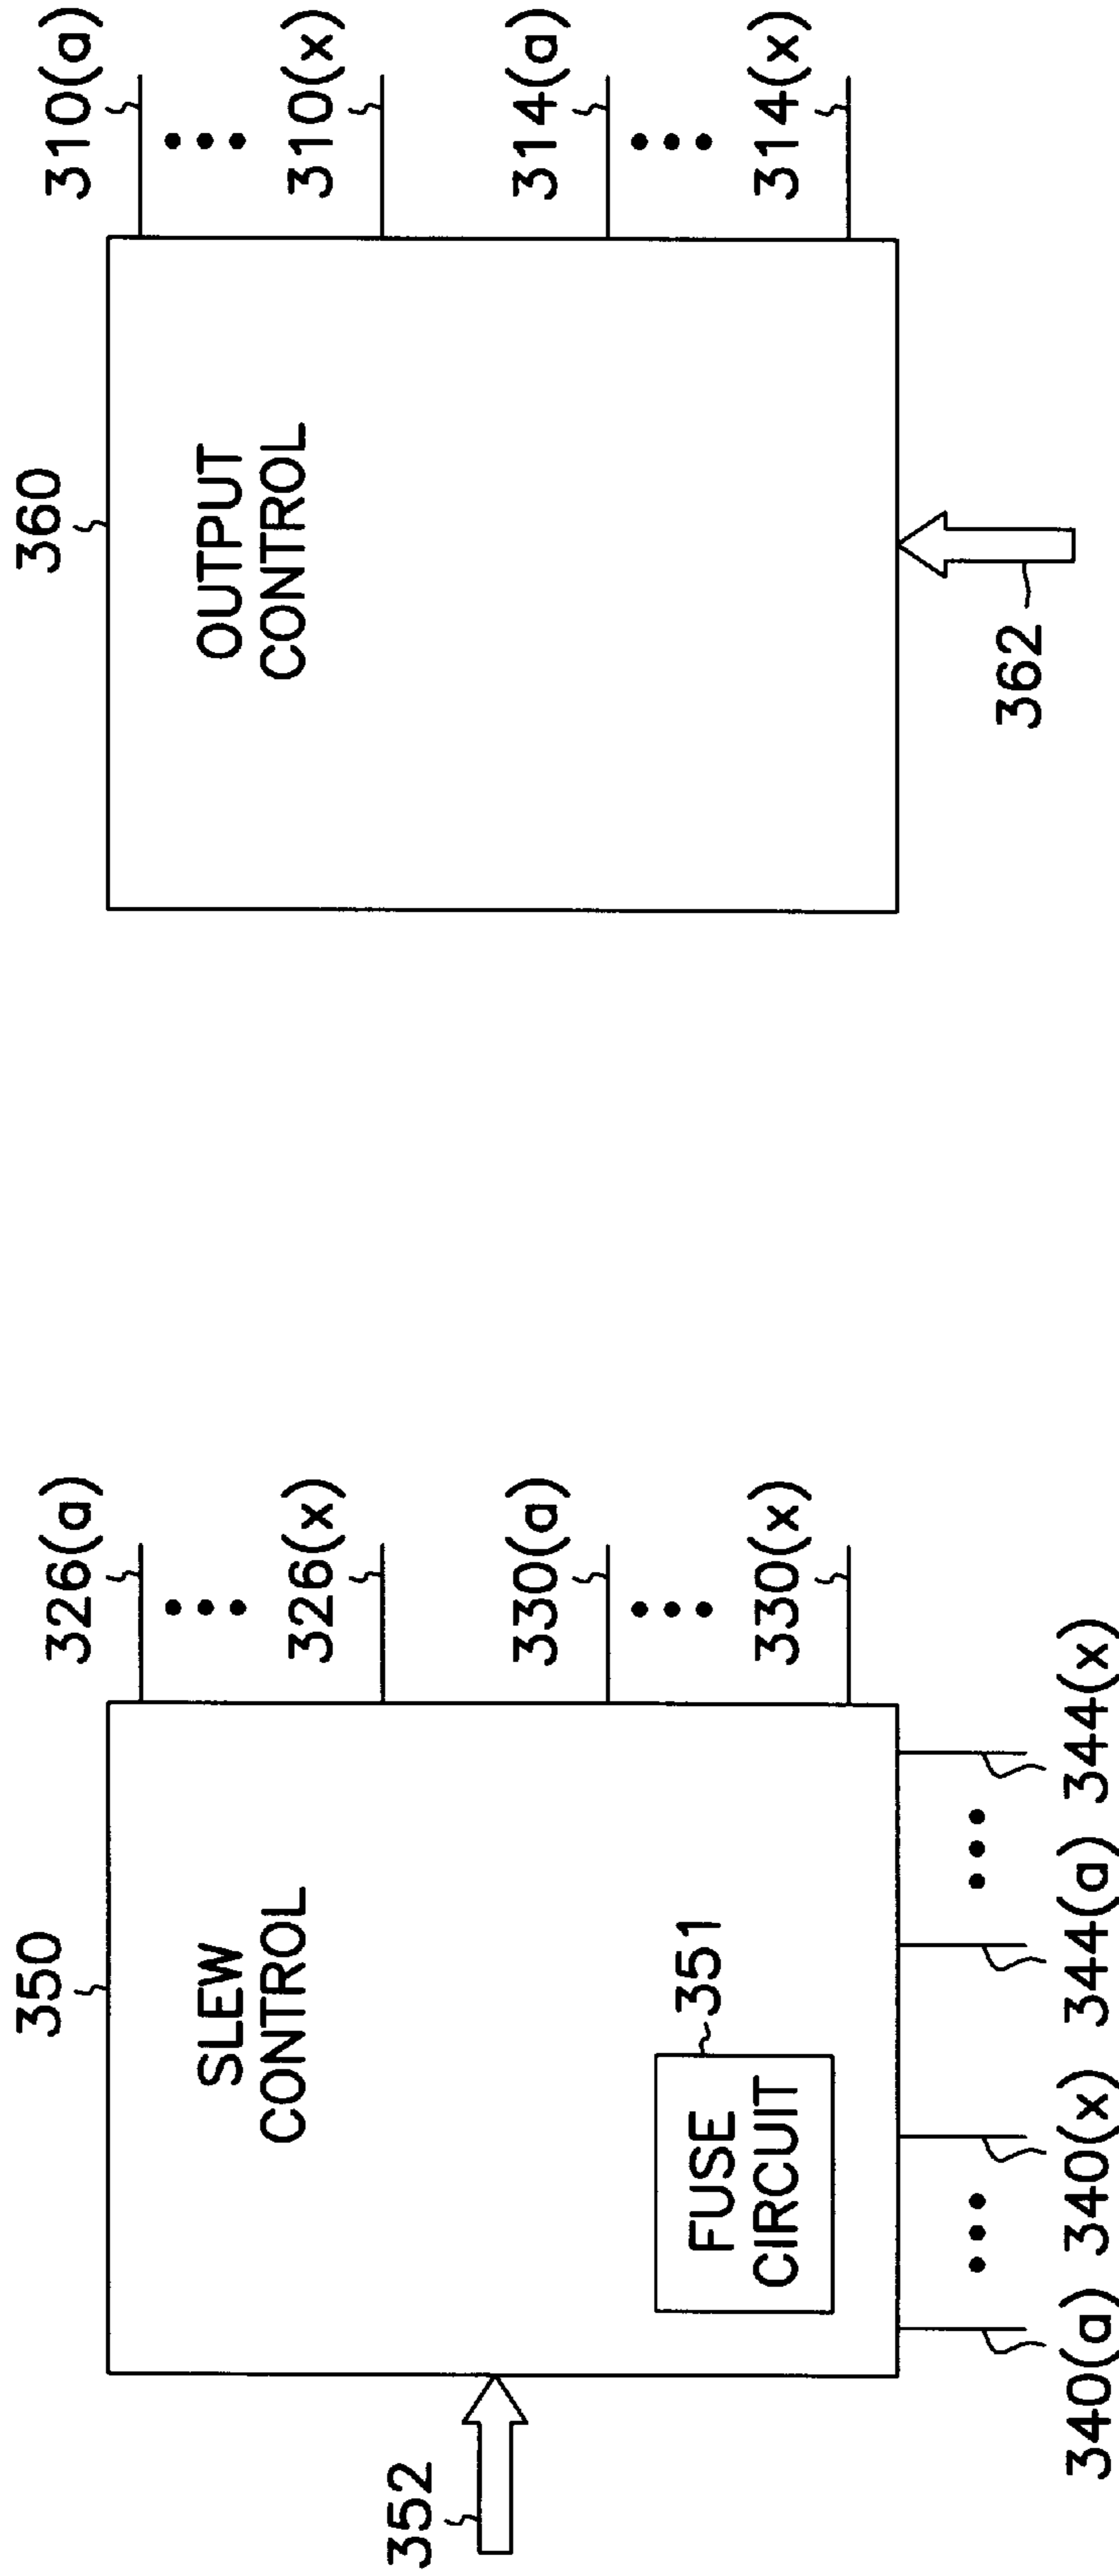 350
SLEW
CONTROL
352
FUSE
CIRCUIT
351
326(a)
326(x)
330(a)
330(x)
340(a)
340(x)
344(a)
344(x)
360
OUTPUT
CONTROL
362
310(a)
310(x)
314(a)
314(x)